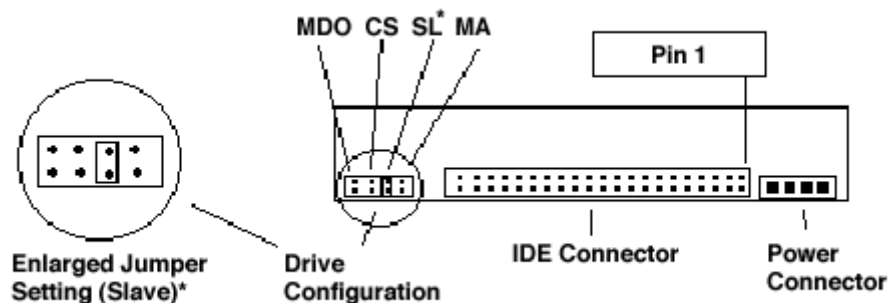 MDO CS SL* MA
Pin 1
Enlarged Jumper
Setting (Slave)*
Drive
Configuration
IDE Connector
Power
Connector